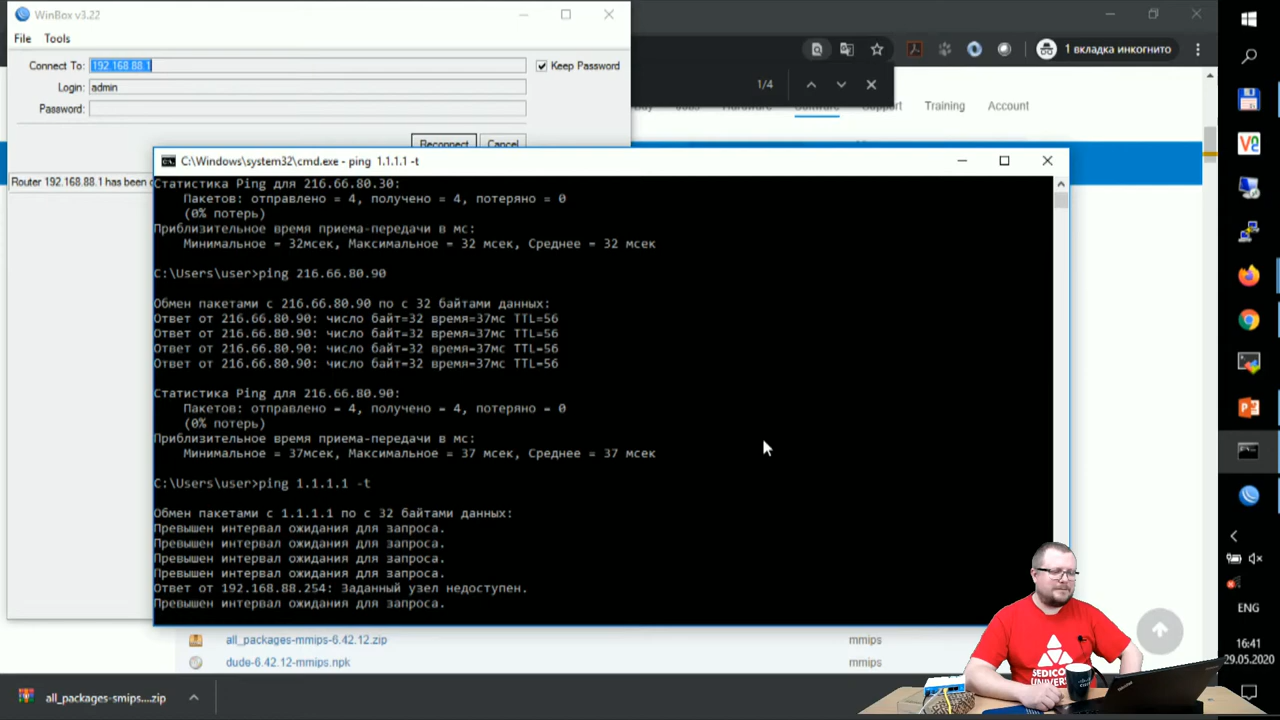 WinBox v3.22
File Tools
Connect To: 192.168.88.1
Keep Password
Login: admin
Password:
Reconnect Cancel
Router 192.168.88.1 has been
1 вкладка инкогнито
1/4
Software Support Training Account
C:\Windows\system32\cmd.exe - ping 1.1.1.1 -t
Статистика Ping для 216.66.80.30:
Пакетов: отправлено = 4, получено = 4, потеряно = 0
(0% потерь)
Приблизительное время приема-передачи в мс:
Минимальное = 32мсек, Максимальное = 32 мсек, Среднее = 32 мсек
C:\Users\user>ping 216.66.80.90
Обмен пакетами с 216.66.80.90 по с 32 байтами данных:
Ответ от 216.66.80.90: число байт=32 время=37мс TTL=56
Ответ от 216.66.80.90: число байт=32 время=37мс TTL=56
Ответ от 216.66.80.90: число байт=32 время=37мс TTL=56
Ответ от 216.66.80.90: число байт=32 время=37мс TTL=56
Статистика Ping для 216.66.80.90:
Пакетов: отправлено = 4, получено = 4, потеряно = 0
(0% потерь)
Приблизительное время приема-передачи в мс:
Минимальное = 37мсек, Максимальное = 37 мсек, Среднее = 37 мсек
C:\Users\user>ping 1.1.1.1 -t
Обмен пакетами с 1.1.1.1 по с 32 байтами данных:
Превышен интервал ожидания для запроса.
Превышен интервал ожидания для запроса.
Превышен интервал ожидания для запроса.
Превышен интервал ожидания для запроса.
Ответ от 192.168.88.254: Заданный узел недоступен.
Превышен интервал ожидания для запроса.
all_packages-mmips-6.42.12.zip mmips
dude-6.42.12-mmips.npk mmips
all_packages-smips....zip
ENG
16:41
29.05.2020